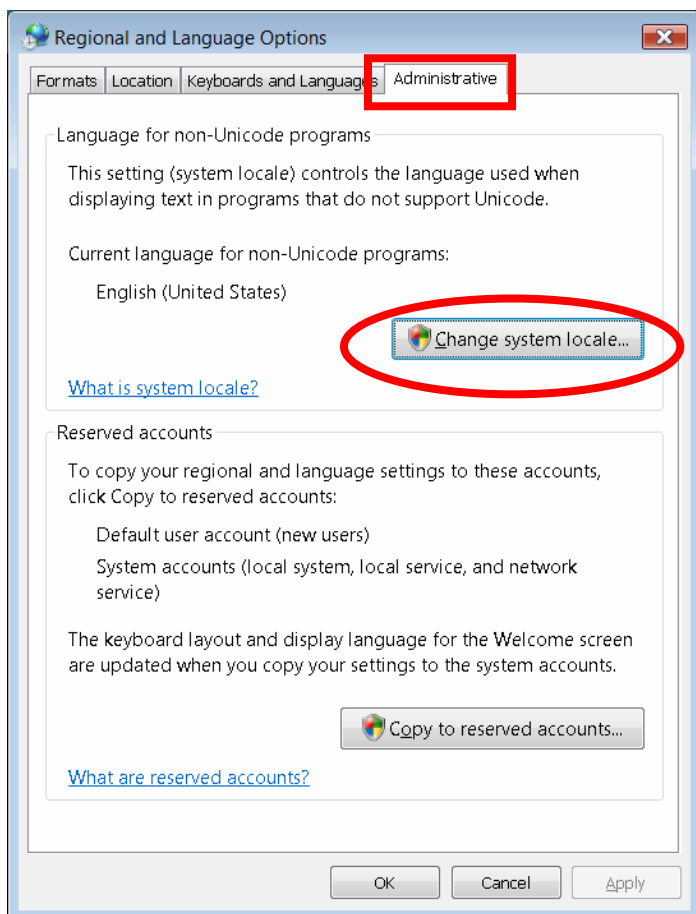 Regional and Language Options
Formats Location Keyboards and Languages Administrative
Language for non-Unicode programs
This setting (system locale) controls the language used when
displaying text in programs that do not support Unicode.
Current language for non-Unicode programs:
English (United States)
Change system locale...
What is system locale?
Reserved accounts
To copy your regional and language settings to these accounts,
click Copy to reserved accounts:
Default user account (new users)
System accounts (local system, local service, and network
service)
The keyboard layout and display language for the Welcome screen
are updated when you copy your settings to the system accounts.
Copy to reserved accounts...
What are reserved accounts?
OK Cancel Apply